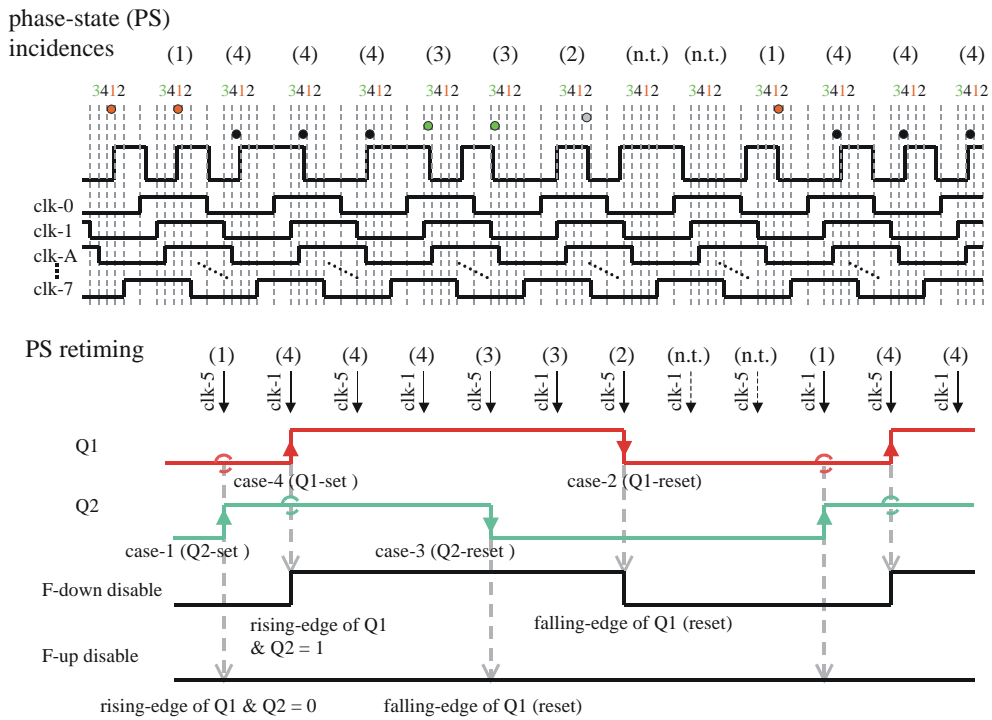 phase-state (PS)
incidences
(1) (4) (4) (4) (3) (3) (2) (n.t.) (n.t.) (1) (4) (4) (4)
3412 3412 3412 3412 3412 3412 3412 3412 3412 3412 3412 3412 3412 3412
clk-0
clk-1
clk-A
clk-7
PS retiming
(1) (4) (4) (4) (3) (3) (2) (n.t.) (n.t.) (1) (4) (4)
clk-5 clk-1 clk-5 clk-1 clk-5 clk-1 clk-5 clk-1 clk-5 clk-1 clk-5 clk-1
Q1
case-4 (Q1-set ) case-2 (Q1-reset)
Q2
case-1 (Q2-set ) case-3 (Q2-reset )
F-down disable
rising-edge of Q1
& Q2 = 1
falling-edge of Q1 (reset)
F-up disable
rising-edge of Q1 & Q2 = 0 falling-edge of Q1 (reset)